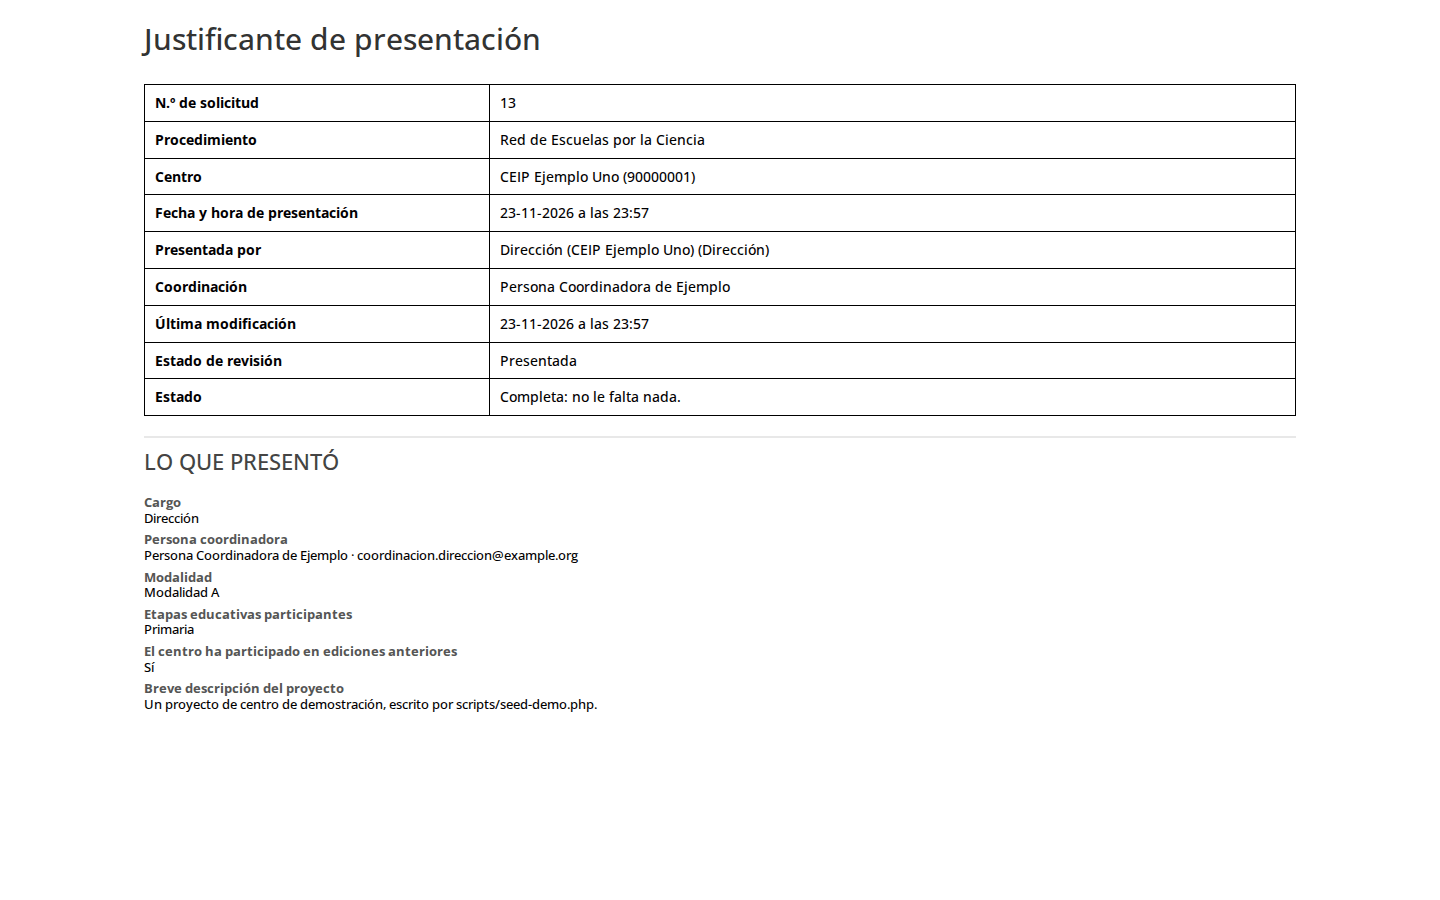 Justificante de presentación
N.º de solicitud 13
Procedimiento Red de Escuelas por la Ciencia
Centro CEIP Ejemplo Uno (90000001)
Fecha y hora de presentación 23-11-2026 a las 23:57
Presentada por Dirección (CEIP Ejemplo Uno) (Dirección)
Coordinación Persona Coordinadora de Ejemplo
Última modificación 23-11-2026 a las 23:57
Estado de revisión Presentada
Estado Completa: no le falta nada.
LO QUE PRESENTÓ
Cargo
Dirección
Persona coordinadora
Persona Coordinadora de Ejemplo · coordinacion.direccion@example.org
Modalidad
Modalidad A
Etapas educativas participantes
Primaria
El centro ha participado en ediciones anteriores
Sí
Breve descripción del proyecto
Un proyecto de centro de demostración, escrito por scripts/seed-demo.php.